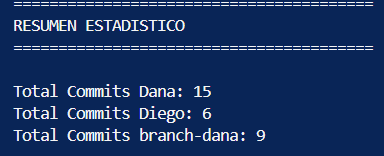 ========================================
RESUMEN ESTADISTICO
========================================
Total Commits Dana: 15
Total Commits Diego: 6
Total Commits branch-dana: 9